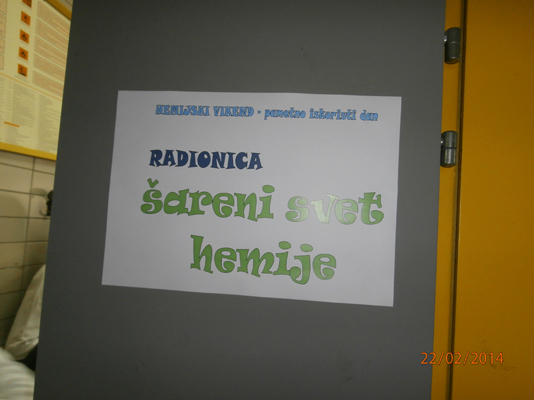 HEMIJSKI VIKEND - pametno iskoristi dan
RADIONICA
šareni svet
hemije
22/02/2014